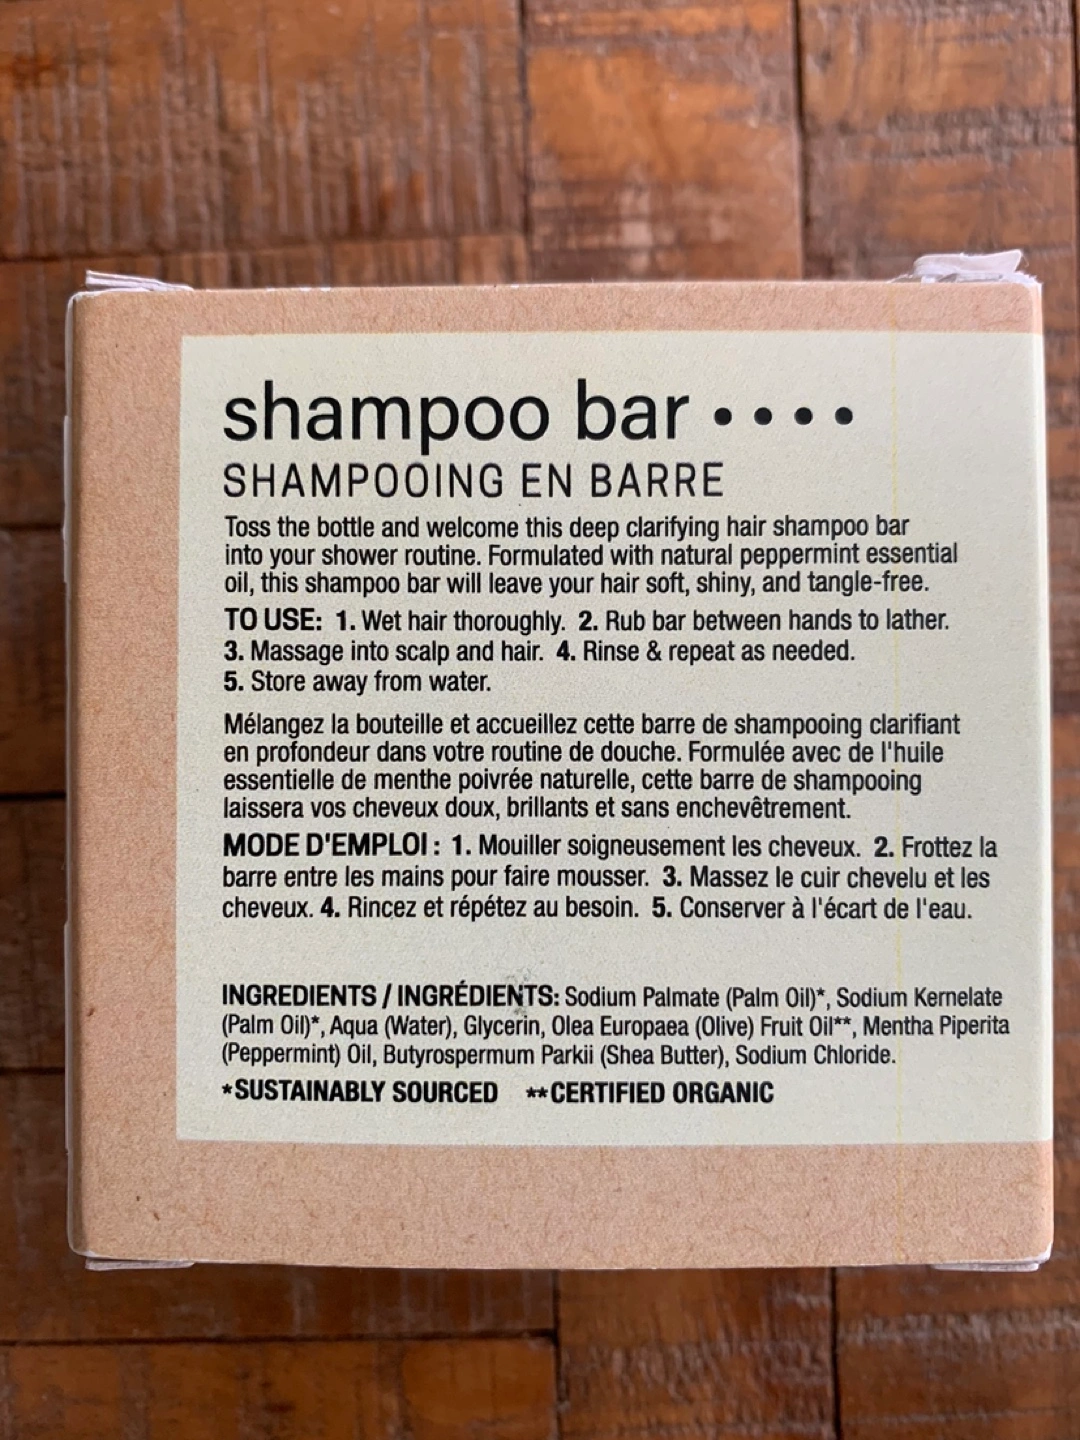 shampoo bar • • • •
SHAMPOOING EN BARRE
Toss the bottle and welcome this deep clarifying hair shampoo bar
into your shower routine. Formulated with natural peppermint essential
oil, this shampoo bar will leave your hair soft, shiny, and tangle-free.
TO USE: 1. Wet hair thoroughly. 2. Rub bar between hands to lather.
3. Massage into scalp and hair. 4. Rinse & repeat as needed.
5. Store away from water.
Mélangez la bouteille et accueillez cette barre de shampooing clarifiant
en profondeur dans votre routine de douche. Formulée avec de l'huile
essentielle de menthe poivrée naturelle, cette barre de shampooing
laissera vos cheveux doux, brillants et sans enchevêtrement.
MODE D'EMPLOI : 1. Mouiller soigneusement les cheveux. 2. Frottez la
barre entre les mains pour faire mousser. 3. Massez le cuir chevelu et les
cheveux. 4. Rincez et répétez au besoin. 5. Conserver à l'écart de l'eau.
INGREDIENTS / INGRÉDIENTS: Sodium Palmate (Palm Oil)*, Sodium Kernelate
(Palm Oil)*, Aqua (Water), Glycerin, Olea Europaea (Olive) Fruit Oil**, Mentha Piperita
(Peppermint) Oil, Butyrospermum Parkii (Shea Butter), Sodium Chloride.
*SUSTAINABLY SOURCED **CERTIFIED ORGANIC